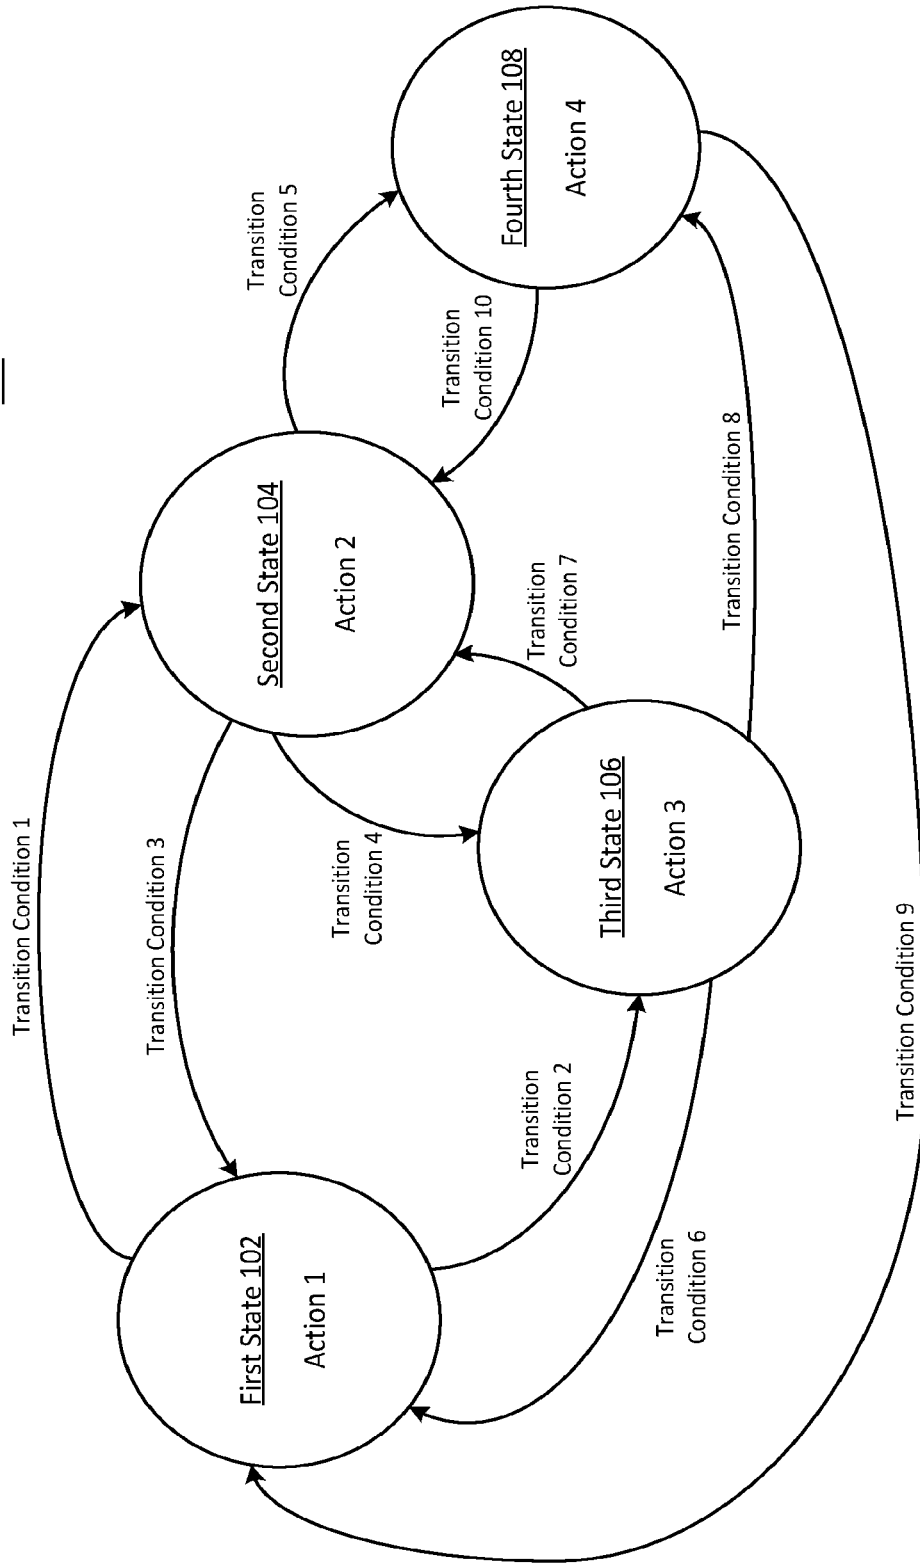 Transition Condition 1
Transition Condition 3
First State 102
Action 1
Second State 104
Action 2
Transition
Condition 5
Transition
Condition 4
Transition
Condition 10
Fourth State 108
Action 4
Transition
Condition 2
Transition
Condition 7
Third State 106
Action 3
Transition
Condition 6
Transition Condition 8
Transition Condition 9